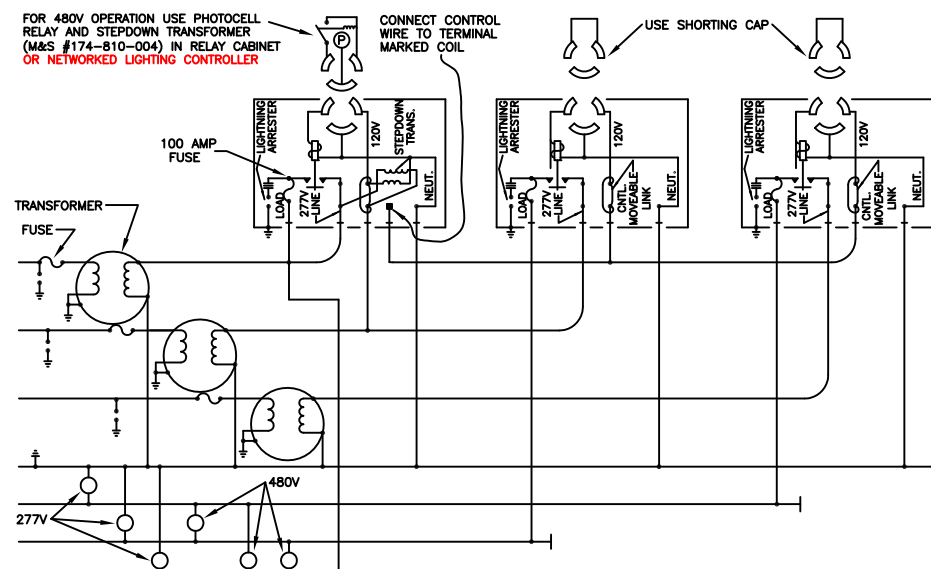 FOR 480V OPERATION USE PHOTOCELL
RELAY AND STEPDOWN TRANSFORMER
(M&S #174-810-004) IN RELAY CABINET
OR NETWORKED LIGHTING CONTROLLER
P
CONNECT CONTROL
WIRE TO TERMINAL
MARKED COIL
USE SHORTING CAP
100 AMP
FUSE
LIGHTNING
ARRESTER
120V
STEPDOWN
TRANS.
LOAD
277V
LINE
NEUT.
LIGHTNING
ARRESTER
120V
LOAD
277V
LINE
CNTL.
MOVEABLE
LINK
NEUT.
LIGHTNING
ARRESTER
120V
LOAD
277V
LINE
CNTL.
MOVEABLE
LINK
NEUT.
TRANSFORMER
FUSE
277V
480V